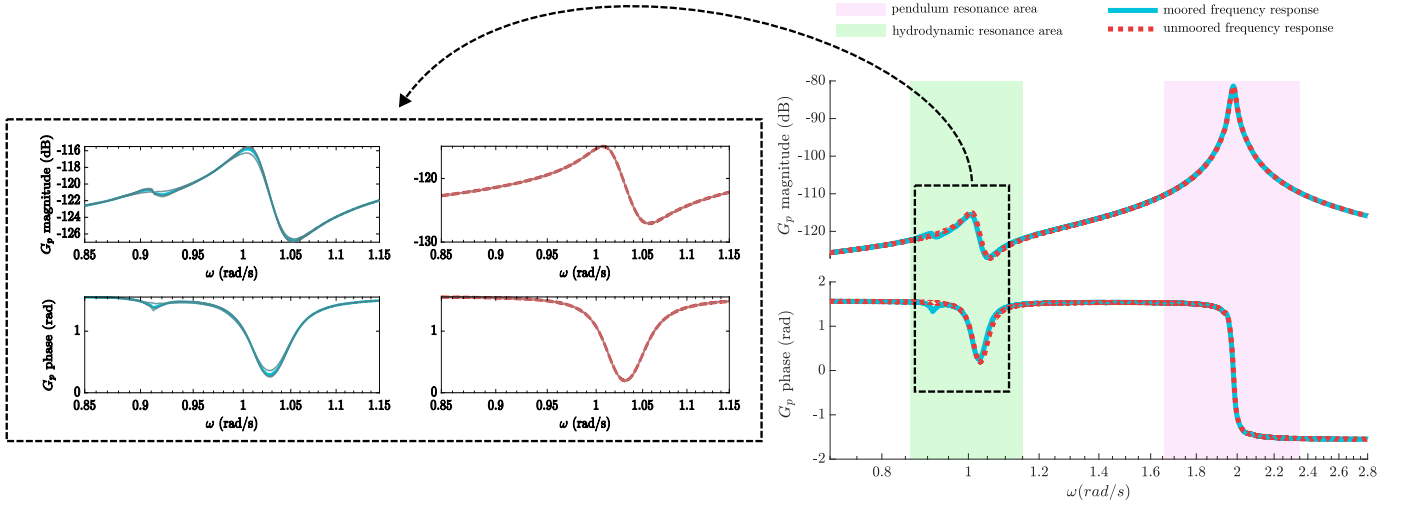 pendulum resonance area
hydrodynamic resonance area
moored frequency response
unmoored frequency response
G_p magnitude (dB)
-116
-118
-120
-122
-124
-126
0.85 0.9 0.95 1 1.05 1.1 1.15
ω (rad/s)
-120
-130
0.85 0.9 0.95 1 1.05 1.1 1.15
ω (rad/s)
G_p phase (rad)
1
0
0.85 0.9 0.95 1 1.05 1.1 1.15
ω (rad/s)
1
0
0.85 0.9 0.95 1 1.05 1.1 1.15
ω (rad/s)
G_p magnitude (dB)
-80
-90
-100
-110
-120
G_p phase (rad)
2
1
0
-1
-2
0.8 1 1.2 1.4 1.6 1.8 2 2.2 2.4 2.6 2.8
ω(rad/s)